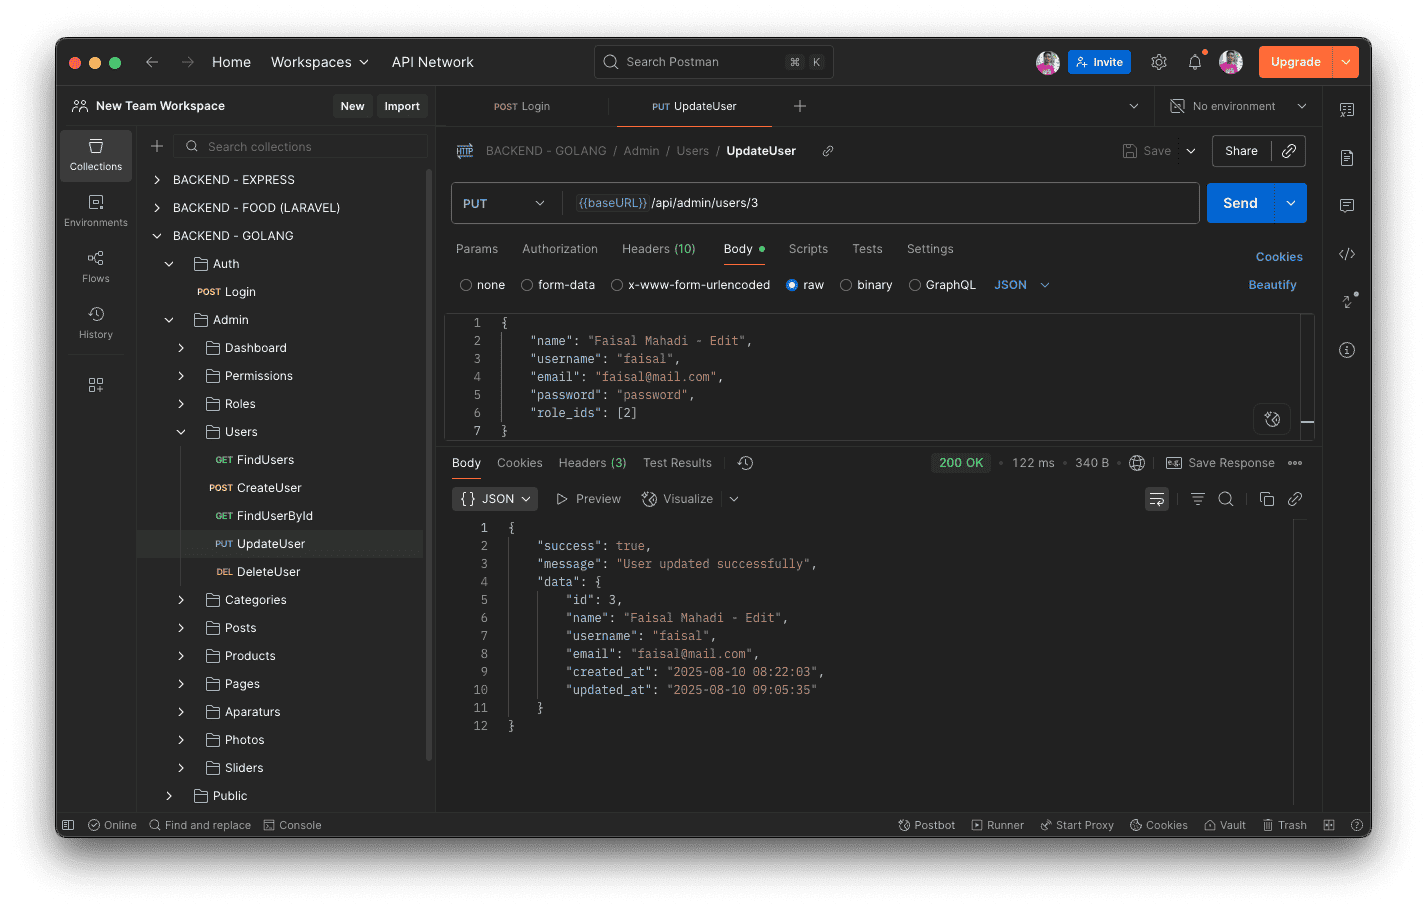 Home Workspaces API Network Search Postman ⌘ K Invite Upgrade
New Team Workspace New Import
POST Login PUT UpdateUser No environment
Collections
Environments
Flows
History
Search collections
BACKEND - EXPRESS
BACKEND - FOOD (LARAVEL)
BACKEND - GOLANG
Auth
POST Login
Admin
Dashboard
Permissions
Roles
Users
GET FindUsers
POST CreateUser
GET FindUserById
PUT UpdateUser
DEL DeleteUser
Categories
Posts
Products
Pages
Aparaturs
Photos
Sliders
Public
HTTP BACKEND - GOLANG / Admin / Users / UpdateUser Save Share
PUT {{baseURL}} /api/admin/users/3 Send
Params Authorization Headers (10) Body Scripts Tests Settings Cookies
none form-data x-www-form-urlencoded raw binary GraphQL JSON Beautify
1 {
2 "name": "Faisal Mahadi - Edit",
3 "username": "faisal",
4 "email": "faisal@mail.com",
5 "password": "password",
6 "role_ids": [2]
7 }
Body Cookies Headers (3) Test Results 200 OK 122 ms 340 B e.g. Save Response
{} JSON Preview Visualize
1 {
2 "success": true,
3 "message": "User updated successfully",
4 "data": {
5 "id": 3,
6 "name": "Faisal Mahadi - Edit",
7 "username": "faisal",
8 "email": "faisal@mail.com",
9 "created_at": "2025-08-10 08:22:03",
10 "updated_at": "2025-08-10 09:05:35"
11 }
12 }
Online Find and replace Console Postbot Runner Start Proxy Cookies Vault Trash